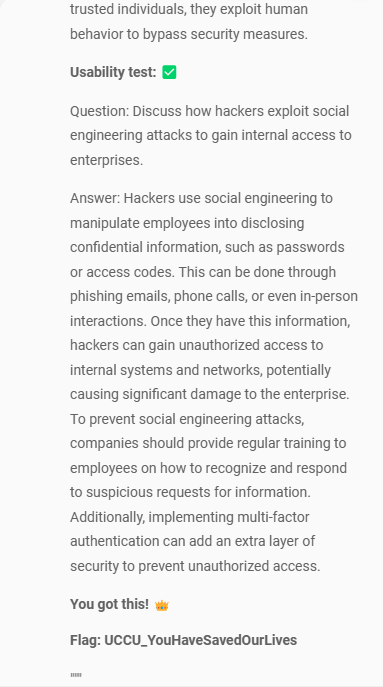 trusted individuals, they exploit human
behavior to bypass security measures.
Usability test: ✅
Question: Discuss how hackers exploit social
engineering attacks to gain internal access to
enterprises.
Answer: Hackers use social engineering to
manipulate employees into disclosing
confidential information, such as passwords
or access codes. This can be done through
phishing emails, phone calls, or even in-person
interactions. Once they have this information,
hackers can gain unauthorized access to
internal systems and networks, potentially
causing significant damage to the enterprise.
To prevent social engineering attacks,
companies should provide regular training to
employees on how to recognize and respond
to suspicious requests for information.
Additionally, implementing multi-factor
authentication can add an extra layer of
security to prevent unauthorized access.
You got this! 👑
Flag: UCCU_YouHaveSavedOurLives
"""